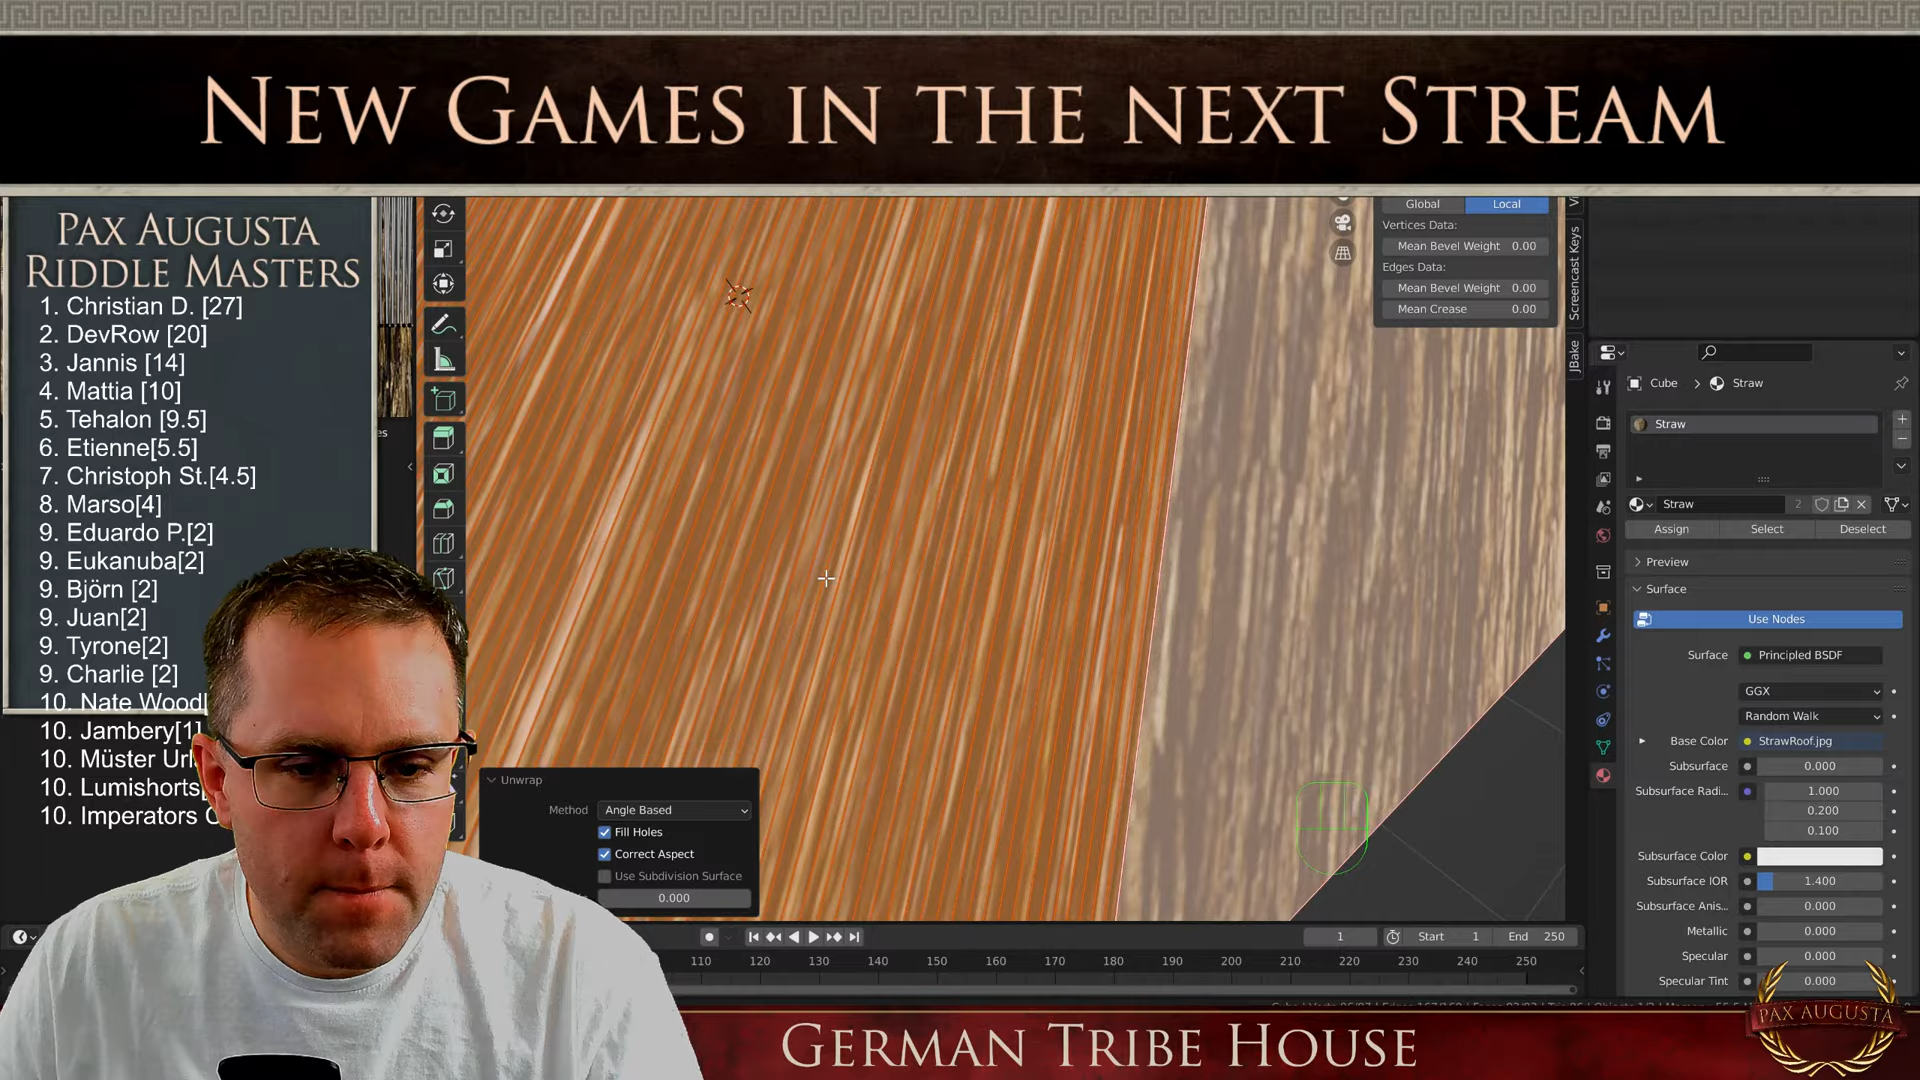 NEW GAMES IN THE NEXT STREAM
PAX AUGUSTA
RIDDLE MASTERS
1. Christian D. [27]
2. DevRow [20]
3. Jannis [14]
4. Mattia [10]
5. Tehalon [9.5]
6. Etienne[5.5]
7. Christoph St.[4.5]
8. Marso[4]
9. Eduardo P.[2]
9. Eukanuba[2]
9. Björn [2]
9. Juan[2]
9. Tyrone[2]
9. Charlie [2]
10. Nate Wood[
10. Jambery[1]
10. Müster
10. Lumishorts[
10. Imperators
es
Global Local
Vertices Data:
Mean Bevel Weight 0.00
Edges Data:
Mean Bevel Weight 0.00
Mean Crease 0.00
Screencast Keys
JBake
Cube > Straw
Straw
Straw 2
Assign Select Deselect
Preview
Surface
Use Nodes
Surface Principled BSDF
GGX
Random Walk
Base Color StrawRoof.jpg
Subsurface 0.000
Subsurface Radi... 1.000
0.200
0.100
Subsurface Color
Subsurface IOR 1.400
Subsurface Anis... 0.000
Metallic 0.000
Specular 0.000
Specular Tint 0.000
Unwrap
Method Angle Based
Fill Holes
Correct Aspect
Use Subdivision Surface
0.000
1 Start 1 End 250
110 120 130 140 150 160 170 180 190 200 210 220 230 240 250
GERMAN TRIBE HOUSE
PAX AUGUSTA